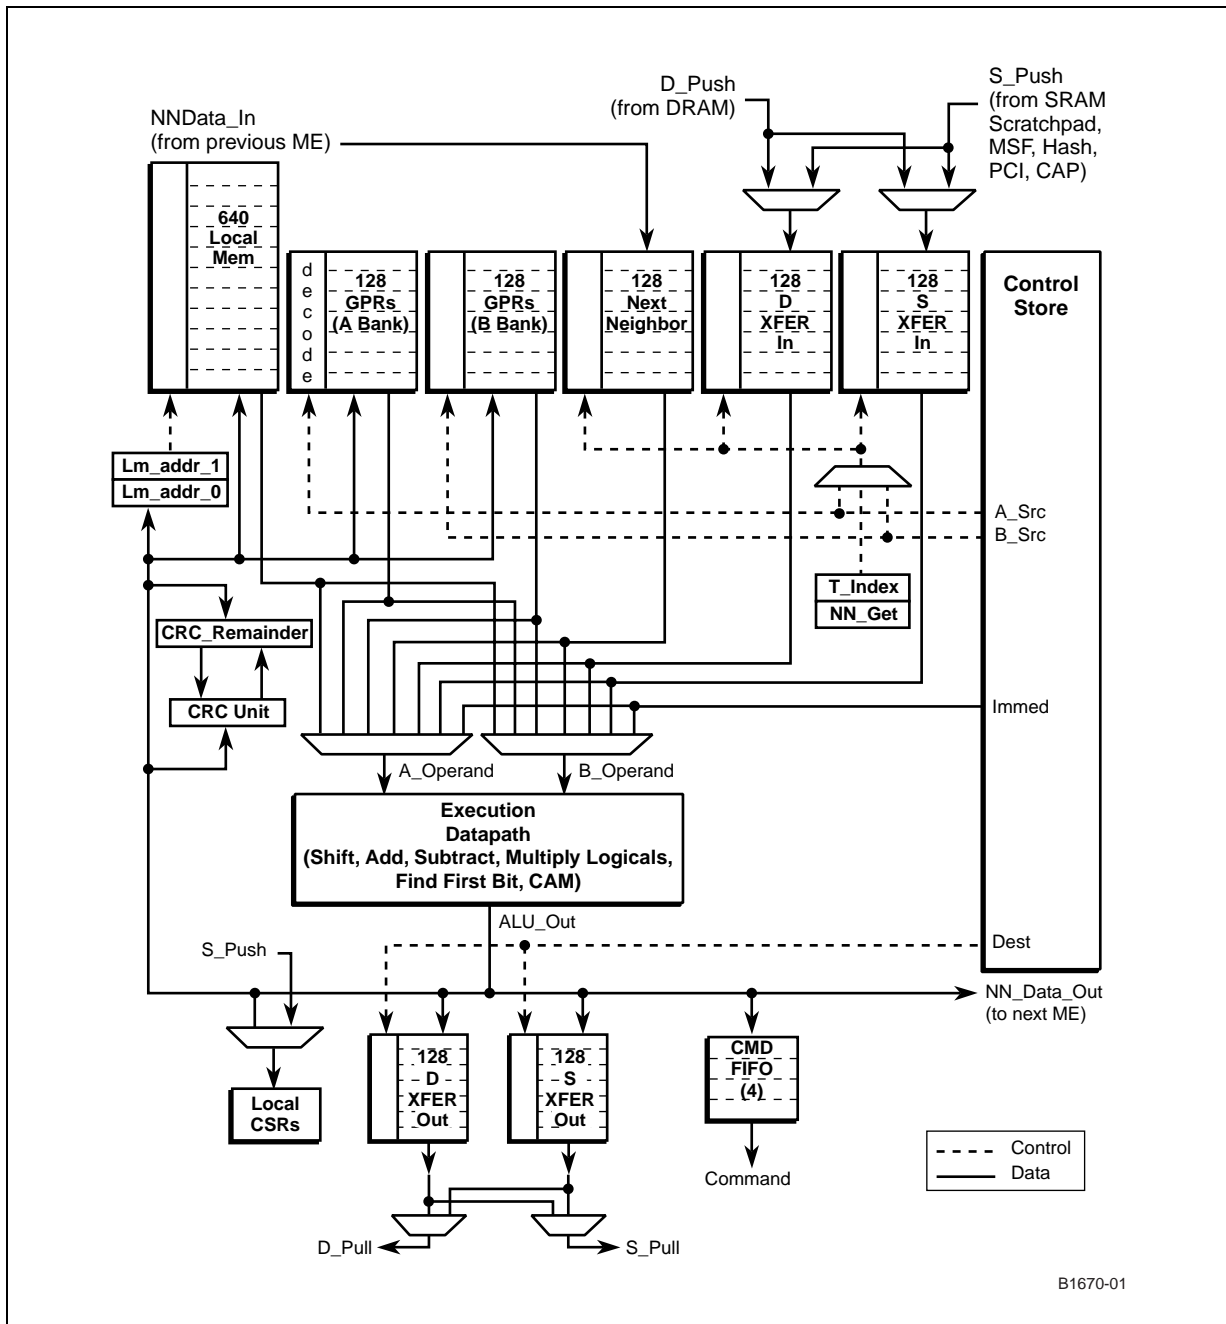 D_Push
(from DRAM)
S_Push
(from SRAM
Scratchpad,
MSF, Hash,
PCI, CAP)
NNData_In
(from previous ME)
640
Local
Mem
d
e
c
o
d
e
128
GPRs
(A Bank)
128
GPRs
(B Bank)
128
Next
Neighbor
128
D
XFER
In
128
S
XFER
In
Control
Store
Lm_addr_1
Lm_addr_0
A_Src
B_Src
T_Index
NN_Get
CRC_Remainder
CRC Unit
Immed
A_Operand
B_Operand
Execution
Datapath
(Shift, Add, Subtract, Multiply Logicals,
Find First Bit, CAM)
ALU_Out
Dest
S_Push
NN_Data_Out
(to next ME)
Local
CSRs
128
D
XFER
Out
128
S
XFER
Out
CMD
FIFO
(4)
Command
Control
Data
D_Pull
S_Pull
B1670-01